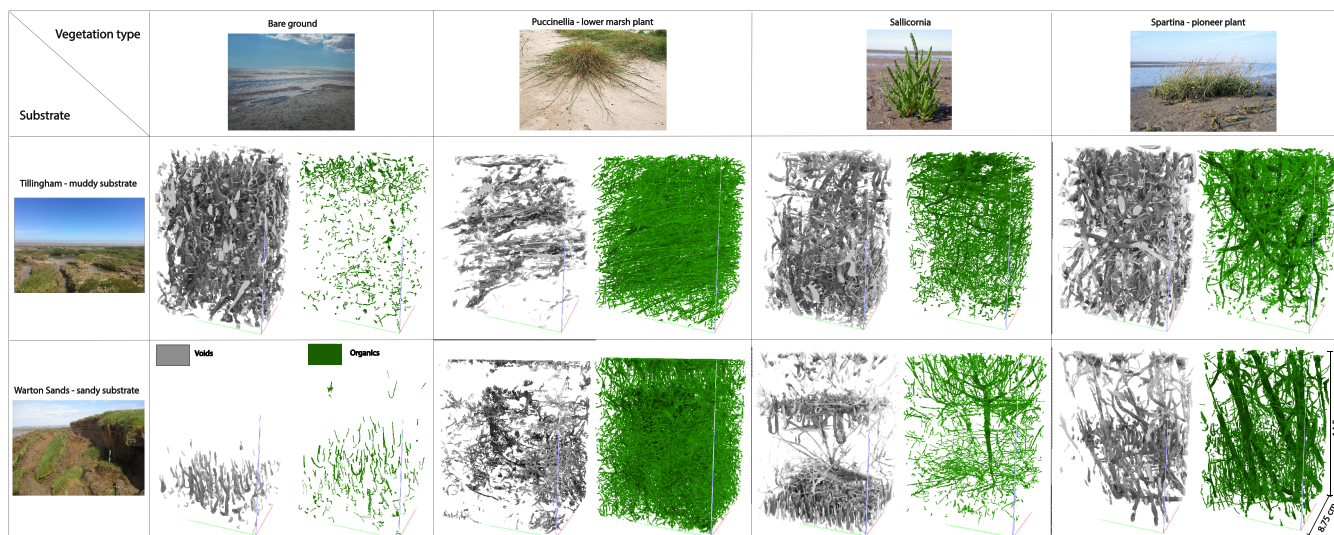 Vegetation type
Substrate
Bare ground
Puccinellia - lower marsh plant
Sallicornia
Spartina - pioneer plant
Tillingham - muddy substrate
Voids
Organics
Warton Sands - sandy substrate
8.75 cm